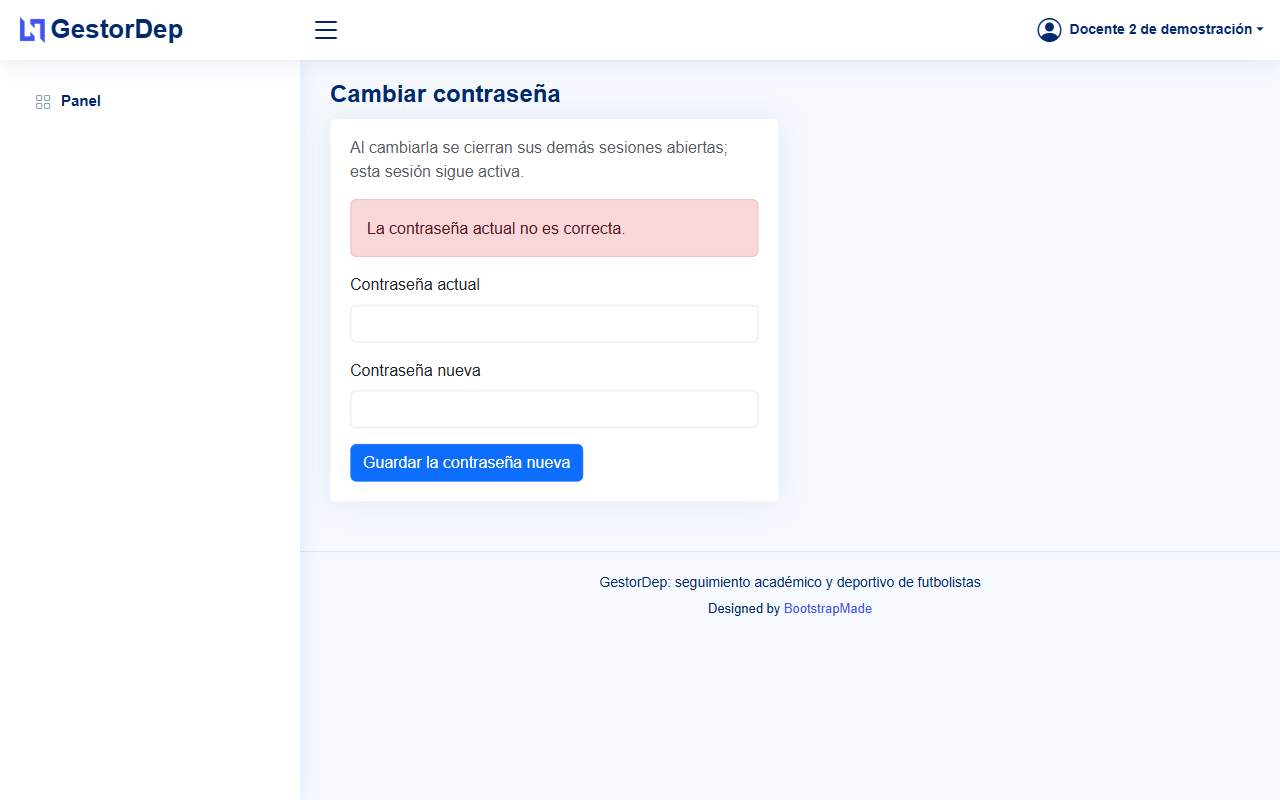 GestorDep
Docente 2 de demostración
Panel
Cambiar contraseña
Al cambiarla se cierran sus demás sesiones abiertas;
esta sesión sigue activa.
La contraseña actual no es correcta.
Contraseña actual
Contraseña nueva
Guardar la contraseña nueva
GestorDep: seguimiento académico y deportivo de futbolistas
Designed by BootstrapMade